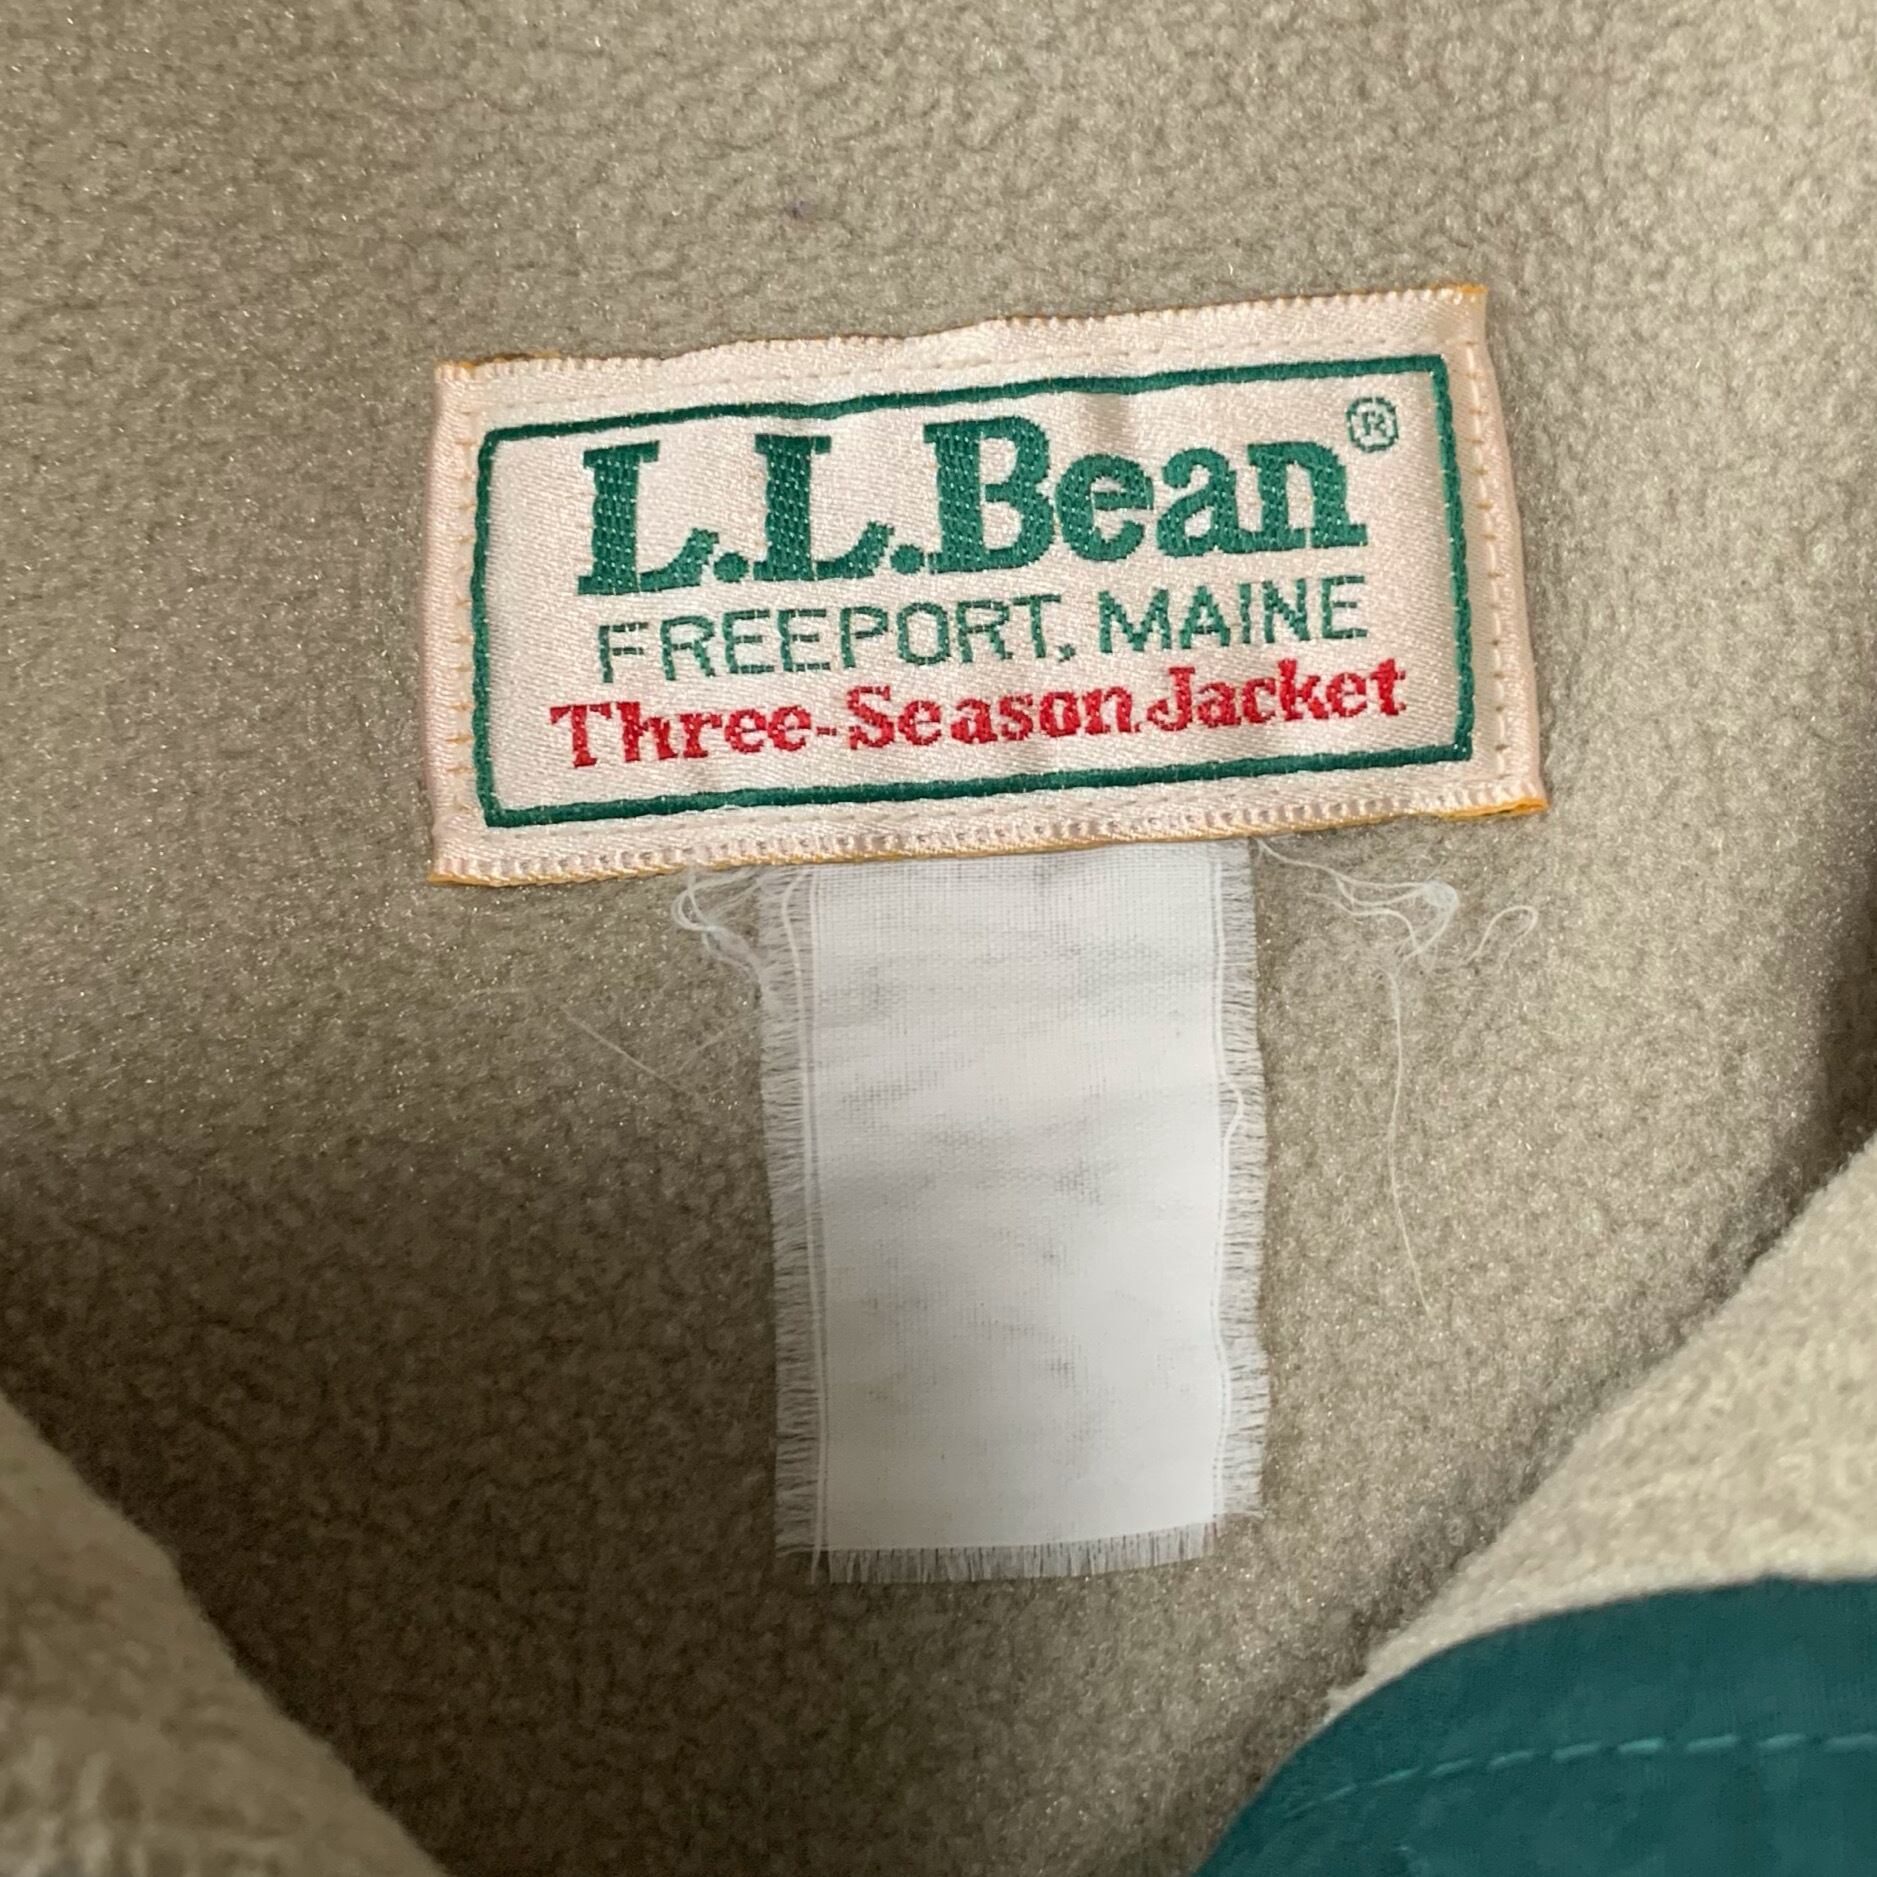 L.L.Bean®
FREEPORT, MAINE
Three-Season Jacket